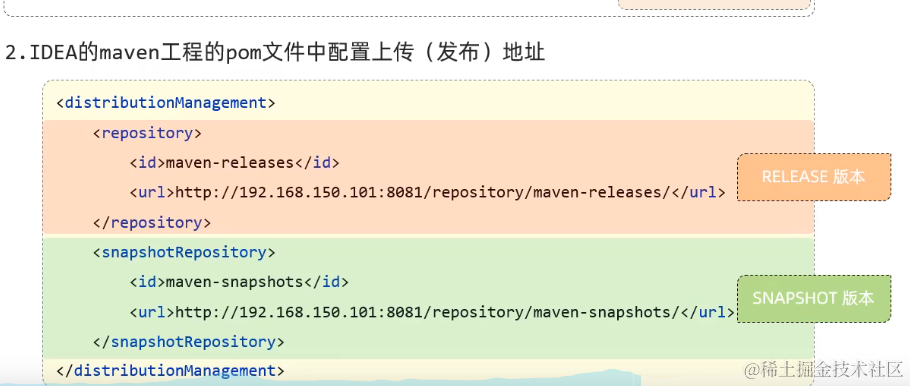 2.IDEA的maven工程的pom文件中配置上传（发布）地址
<distributionManagement>
<repository>
<id>maven-releases</id>
<url>http://192.168.150.101:8081/repository/maven-releases/</url>
RELEASE 版本
</repository>
<snapshotRepository>
<id>maven-snapshots</id>
SNAPSHOT 版本
<url>http://192.168.150.101:8081/repository/maven-snapshots/</url>
</snapshotRepository>
</distributionManagement>
@稀土掘金技术社区